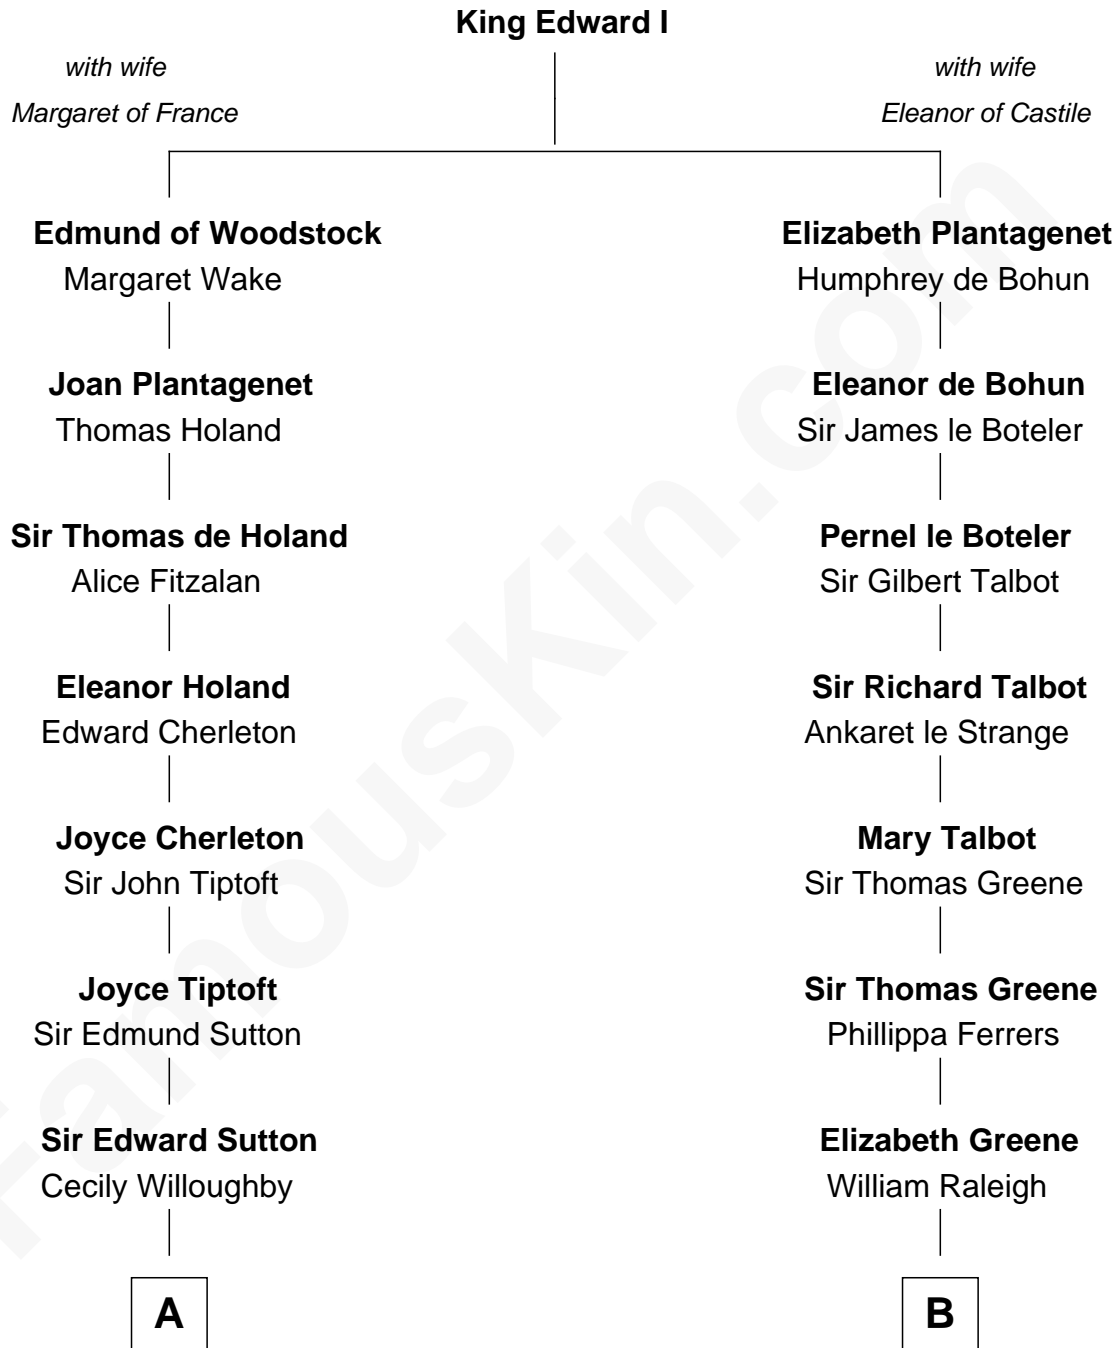 King Edward I
with wife
Margaret of France
with wife
Eleanor of Castile
Edmund of Woodstock
Margaret Wake
Elizabeth Plantagenet
Humphrey de Bohun
Joan Plantagenet
Thomas Holand
Eleanor de Bohun
Sir James le Boteler
Sir Thomas de Holand
Alice Fitzalan
Pernel le Boteler
Sir Gilbert Talbot
Eleanor Holand
Edward Cherleton
Sir Richard Talbot
Ankaret le Strange
Joyce Cherleton
Sir John Tiptoft
Mary Talbot
Sir Thomas Greene
Joyce Tiptoft
Sir Edmund Sutton
Sir Thomas Greene
Phillippa Ferrers
Sir Edward Sutton
Cecily Willoughby
Elizabeth Greene
William Raleigh
A
B
FamousKin.com